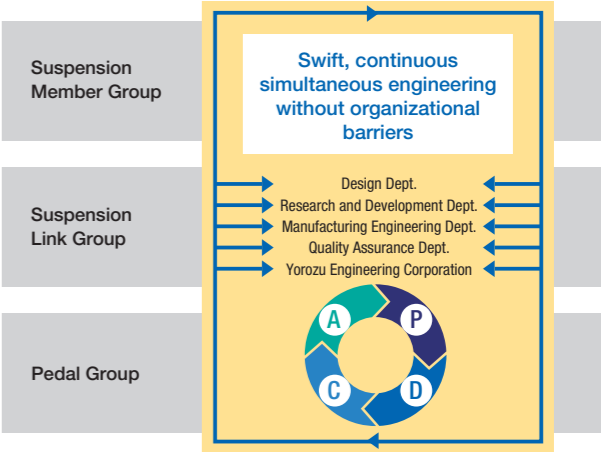 Suspension
Member Group
Swift, continuous
simultaneous engineering
without organizational
barriers
Suspension
Link Group
Design Dept.
Research and Development Dept.
Manufacturing Engineering Dept.
Quality Assurance Dept.
Yorozu Engineering Corporation
A
P
C
D
Pedal Group